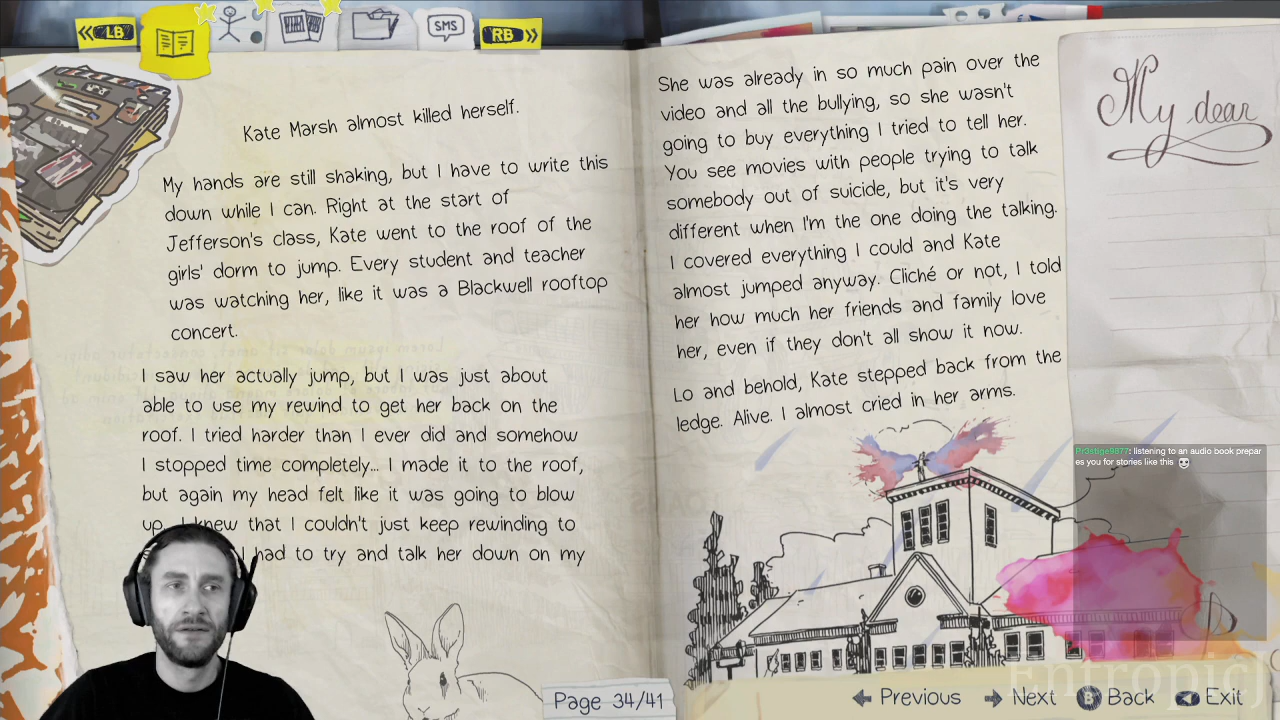 LB
SMS
RB
Kate Marsh almost killed herself.
My hands are still shaking, but I have to write this
down while I can. Right at the start of
Jefferson's class, Kate went to the roof of the
girls' dorm to jump. Every student and teacher
was watching her, like it was a Blackwell rooftop
concert.
I saw her actually jump, but I was just about
able to use my rewind to get her back on the
roof. I tried harder than I ever did and somehow
I stopped time completely... I made it to the roof,
but again my head felt like it was going to blow
up. I knew that I couldn't just keep rewinding to
I had to try and talk her down on my
She was already in so much pain over the
video and all the bullying, so she wasn't
going to buy everything I tried to tell her.
You see movies with people trying to talk
somebody out of suicide, but it's very
different when I'm the one doing the talking.
I covered everything I could and Kate
almost jumped anyway. Cliché or not, I told
her how much her friends and family love
her, even if they don't all show it now.
Lo and behold, Kate stepped back from the
ledge. Alive. I almost cried in her arms.
My dear
Pr3stige9877: listening to an audio book prepar
es you for stories like this
Page 34/41
Previous
Next
B Back
Exit
EntropicJ